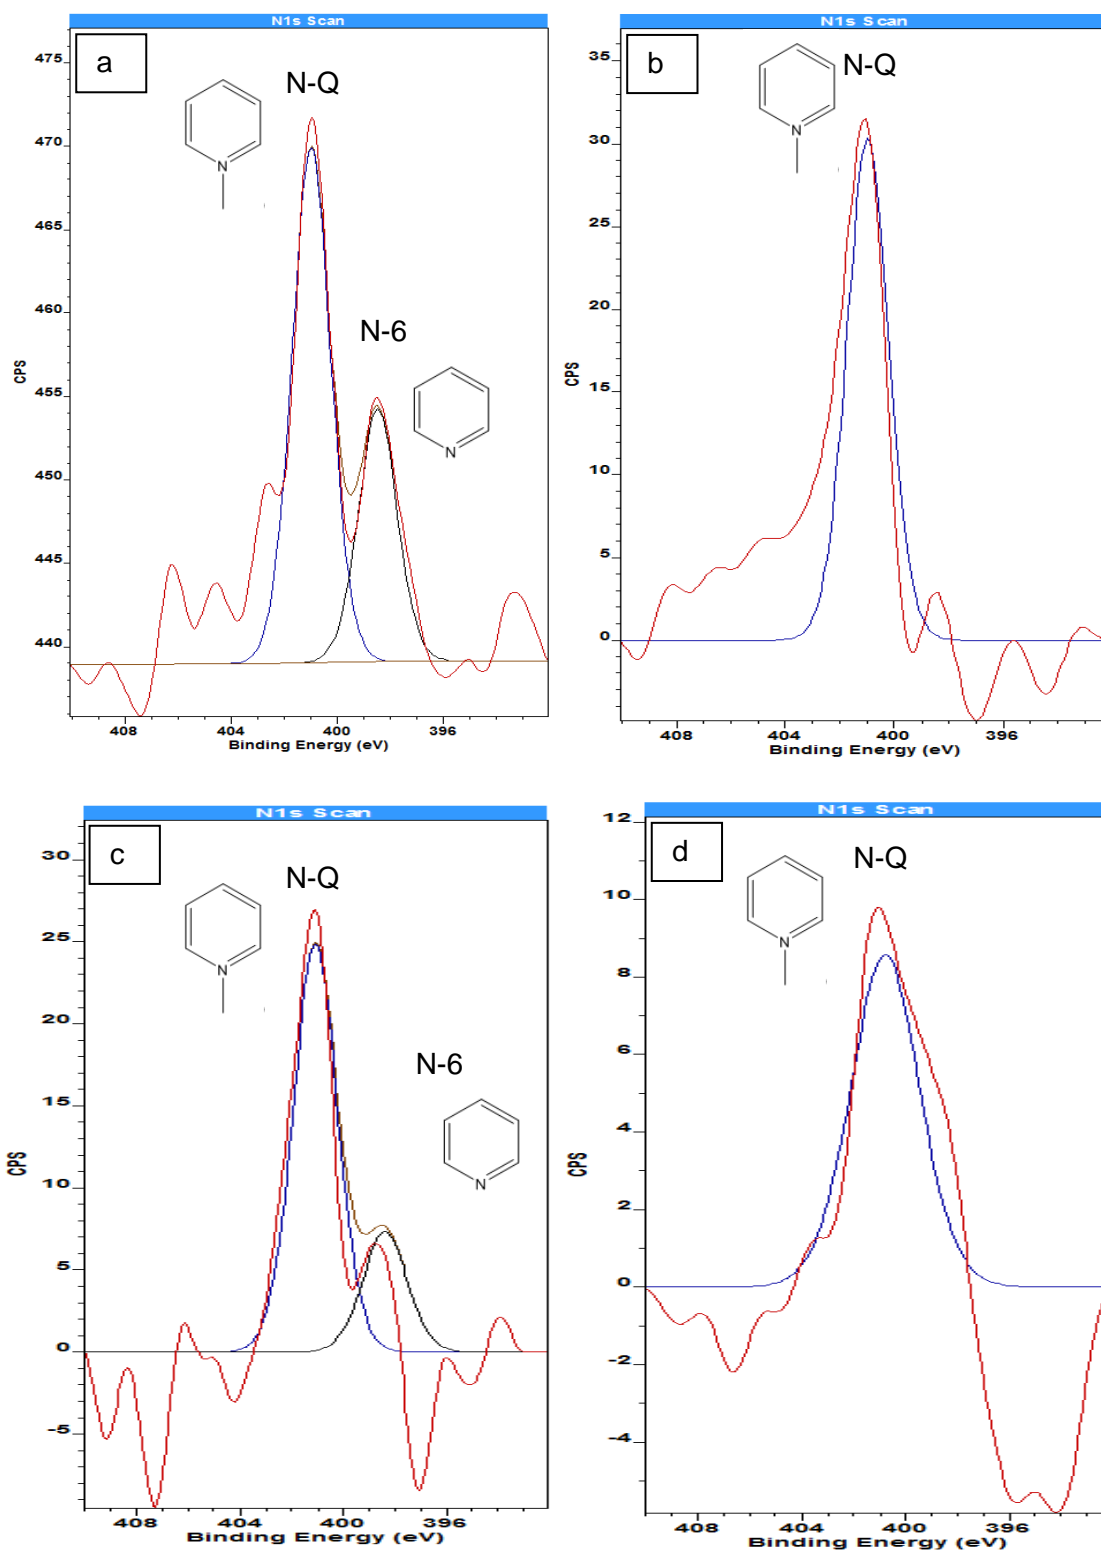 N1s Scan
a
N-Q
N
N-6
N
475
470
465
460
455
450
445
440
CPS
408 404 400 396
Binding Energy (eV)
N1s Scan
b
N-Q
N
35
30
25
20
15
10
5
0
CPS
408 404 400 396
Binding Energy (eV)
N1s Scan
c
N-Q
N
N-6
N
30
25
20
15
10
5
0
-5
CPS
408 404 400 396
Binding Energy (eV)
N1s Scan
d
N-Q
N
12
10
8
6
4
2
0
-2
-4
CPS
408 404 400 396
Binding Energy (eV)